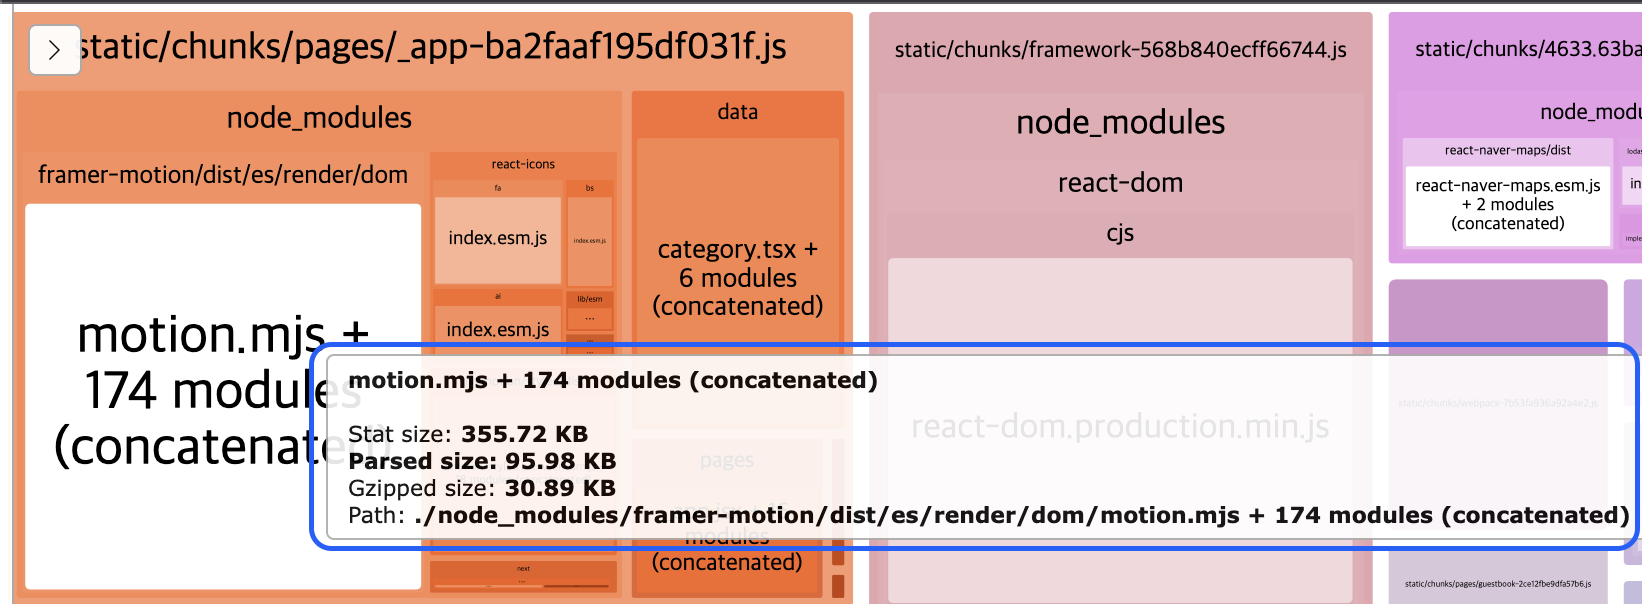 static/chunks/pages/_app-ba2faaf195df031f.js
node_modules
framer-motion/dist/es/render/dom
motion.mjs +
174 modules
(concatenated)
react-icons
fa
index.esm.js
bs
index.esm.js
ai
index.esm.js
lib/esm
...
next
...
data
category.tsx +
6 modules
(concatenated)
pages
modules
(concatenated)
static/chunks/framework-568b840ecff66744.js
node_modules
react-dom
cjs
react-dom.production.min.js
static/chunks/4633.63ba
node_modu
react-naver-maps/dist
react-naver-maps.esm.js
+ 2 modules
(concatenated)
lodas
in
imple
static/chunks/webpack-7b53fa936a92a4e2.js
static/chunks/pages/guestbook-2ce12fbe9dfa57b6.js
motion.mjs + 174 modules (concatenated)
Stat size: 355.72 KB
Parsed size: 95.98 KB
Gzipped size: 30.89 KB
Path: ./node_modules/framer-motion/dist/es/render/dom/motion.mjs + 174 modules (concatenated)